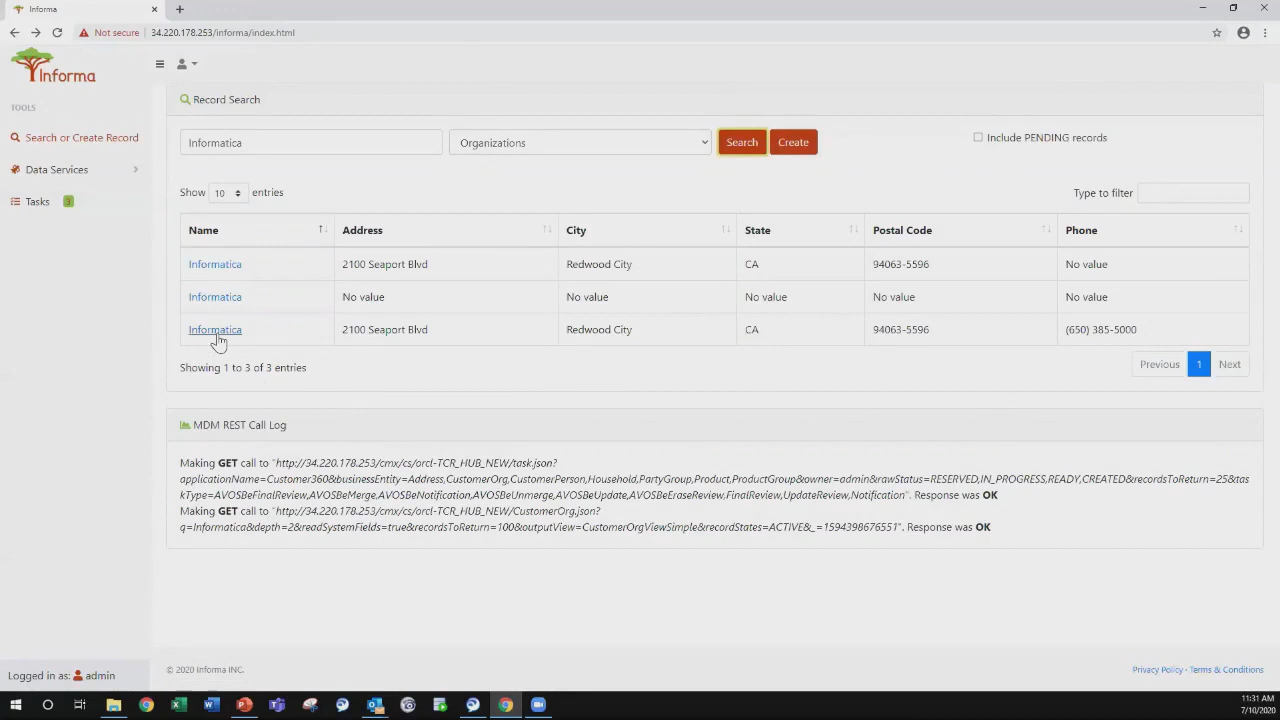 Informa
Not secure 34.220.178.253/informa/index.html
Informa
TOOLS
Search or Create Record
Data Services
Tasks 3
Record Search
Informatica Organizations Search Create Include PENDING records
Show 10 entries Type to filter
Name Address City State Postal Code Phone
Informatica 2100 Seaport Blvd Redwood City CA 94063-5596 No value
Informatica No value No value No value No value No value
Informatica 2100 Seaport Blvd Redwood City CA 94063-5596 (650) 385-5000
Showing 1 to 3 of 3 entries Previous 1 Next
MDM REST Call Log
Making GET call to "http://34.220.178.253/cmx/cs/orcl-TCR_HUB_NEW/task.json?
applicationName=Customer360&businessEntity=Address,CustomerOrg,CustomerPerson,Household,PartyGroup,Product,ProductGroup&owner=admin&rawStatus=RESERVED,IN_PROGRESS,READY,CREATED&recordsToReturn=25&tas
kType=AVOSBeFinalReview,AVOSBeMerge,AVOSBeNotification,AVOSBeUnmerge,AVOSBeUpdate,AVOSBeEraseReview,FinalReview,UpdateReview,Notification". Response was OK
Making GET call to "http://34.220.178.253/cmx/cs/orcl-TCR_HUB_NEW/CustomerOrg.json?
q=Informatica&depth=2&readSystemFields=true&recordsToReturn=100&outputView=CustomerOrgViewSimple&recordStates=ACTIVE&_=1594398676551". Response was OK
© 2020 Informa INC. Privacy Policy · Terms & Conditions
Logged in as: admin
11:31 AM
7/10/2020